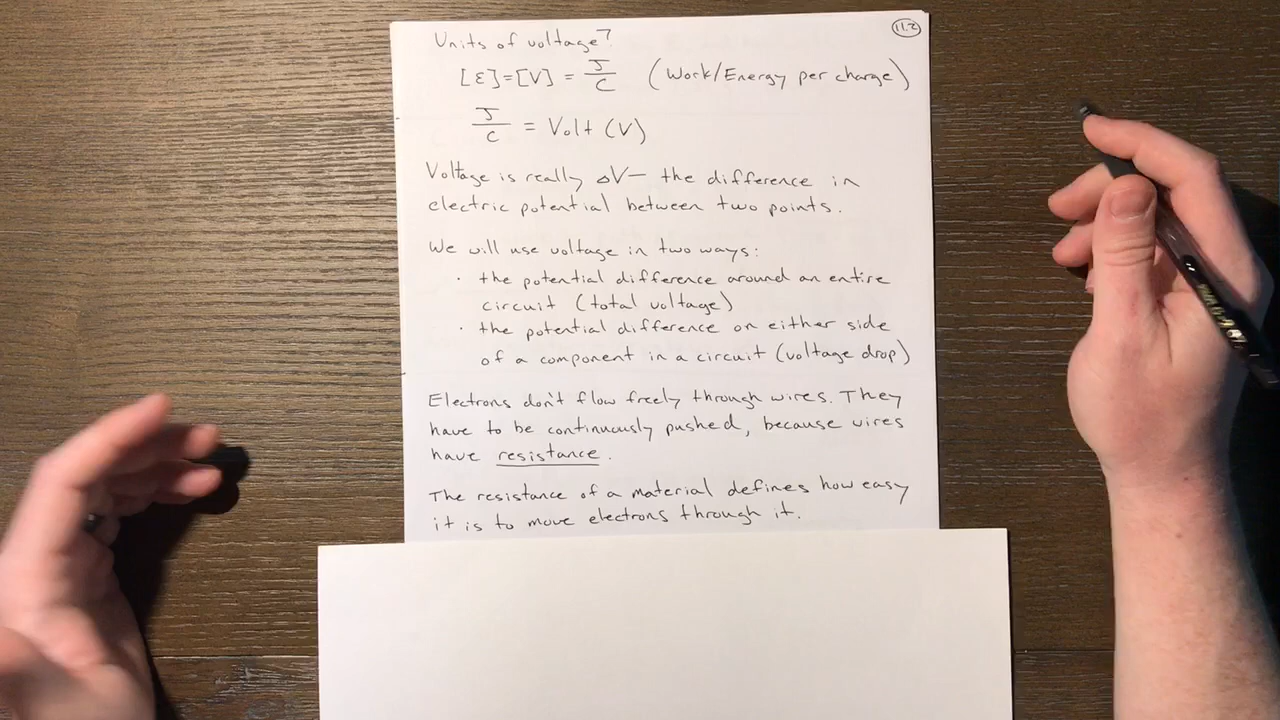 11.2
Units of voltage?
[ε]=[V] = J/C (Work/Energy per charge)
J/C = Volt (V)
Voltage is really ΔV— the difference in
electric potential between two points.
We will use voltage in two ways:
· the potential difference around an entire
circuit (total voltage)
· the potential difference on either side
of a component in a circuit (voltage drop)
Electrons don't flow freely through wires. They
have to be continuously pushed, because wires
have resistance.
The resistance of a material defines how easy
it is to move electrons through it.